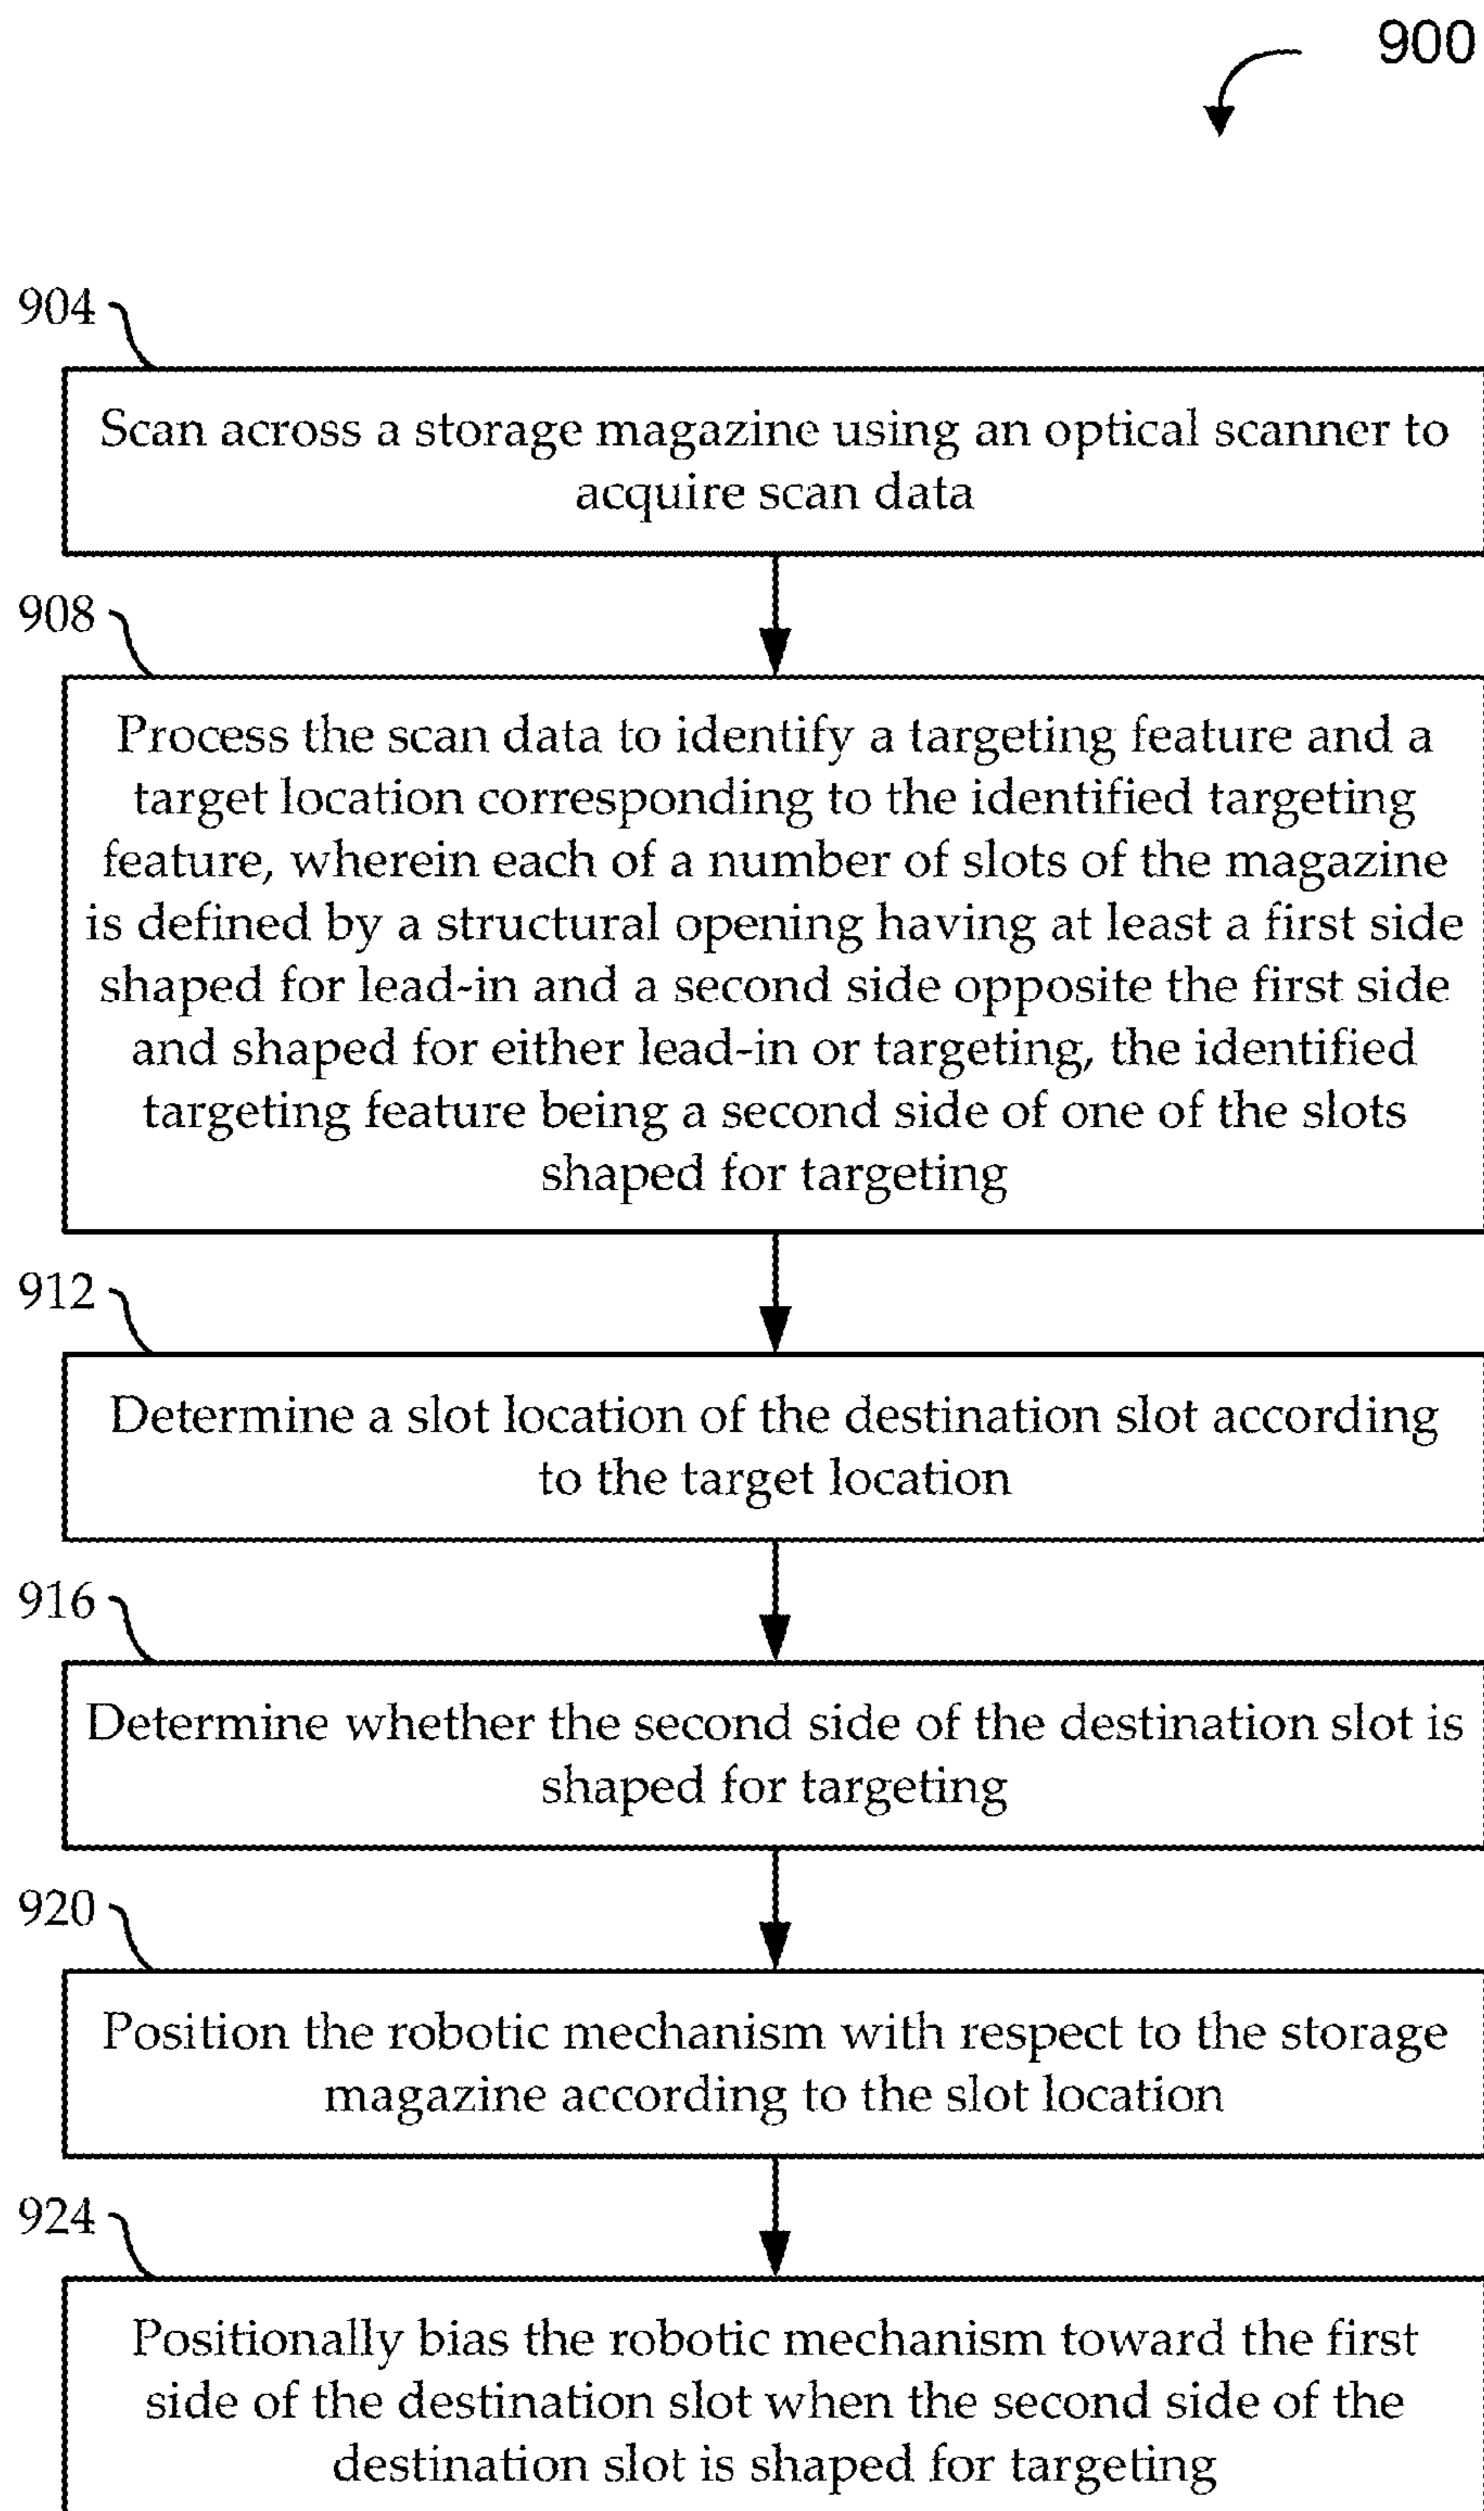 900
904
Scan across a storage magazine using an optical scanner to
acquire scan data
908
Process the scan data to identify a targeting feature and a
target location corresponding to the identified targeting
feature, wherein each of a number of slots of the magazine
is defined by a structural opening having at least a first side
shaped for lead-in and a second side opposite the first side
and shaped for either lead-in or targeting, the identified
targeting feature being a second side of one of the slots
shaped for targeting
912
Determine a slot location of the destination slot according
to the target location
916
Determine whether the second side of the destination slot is
shaped for targeting
920
Position the robotic mechanism with respect to the storage
magazine according to the slot location
924
Positionally bias the robotic mechanism toward the first
side of the destination slot when the second side of the
destination slot is shaped for targeting